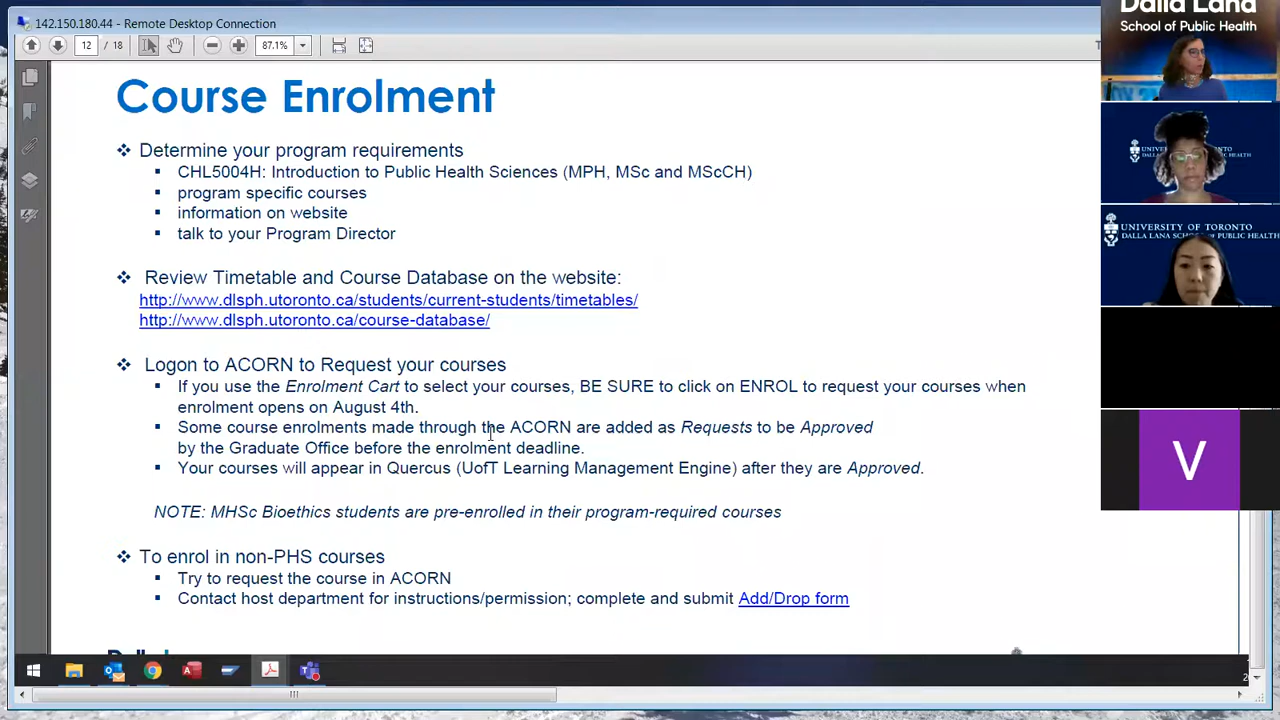 142.150.180.44 - Remote Desktop Connection
12 / 18
87.1%
Course Enrolment
❖ Determine your program requirements
▪ CHL5004H: Introduction to Public Health Sciences (MPH, MSc and MScCH)
▪ program specific courses
▪ information on website
▪ talk to your Program Director
❖ Review Timetable and Course Database on the website:
http://www.dlsph.utoronto.ca/students/current-students/timetables/
http://www.dlsph.utoronto.ca/course-database/
❖ Logon to ACORN to Request your courses
▪ If you use the Enrolment Cart to select your courses, BE SURE to click on ENROL to request your courses when
enrolment opens on August 4th.
▪ Some course enrolments made through the ACORN are added as Requests to be Approved
by the Graduate Office before the enrolment deadline.
▪ Your courses will appear in Quercus (UofT Learning Management Engine) after they are Approved.
NOTE: MHSc Bioethics students are pre-enrolled in their program-required courses
❖ To enrol in non-PHS courses
▪ Try to request the course in ACORN
▪ Contact host department for instructions/permission; complete and submit Add/Drop form
Dalla Lana
School of Public Health
UNIVERSITY OF TORONTO
DALLA LANA SCHOOL OF PUBLIC HEALTH
V